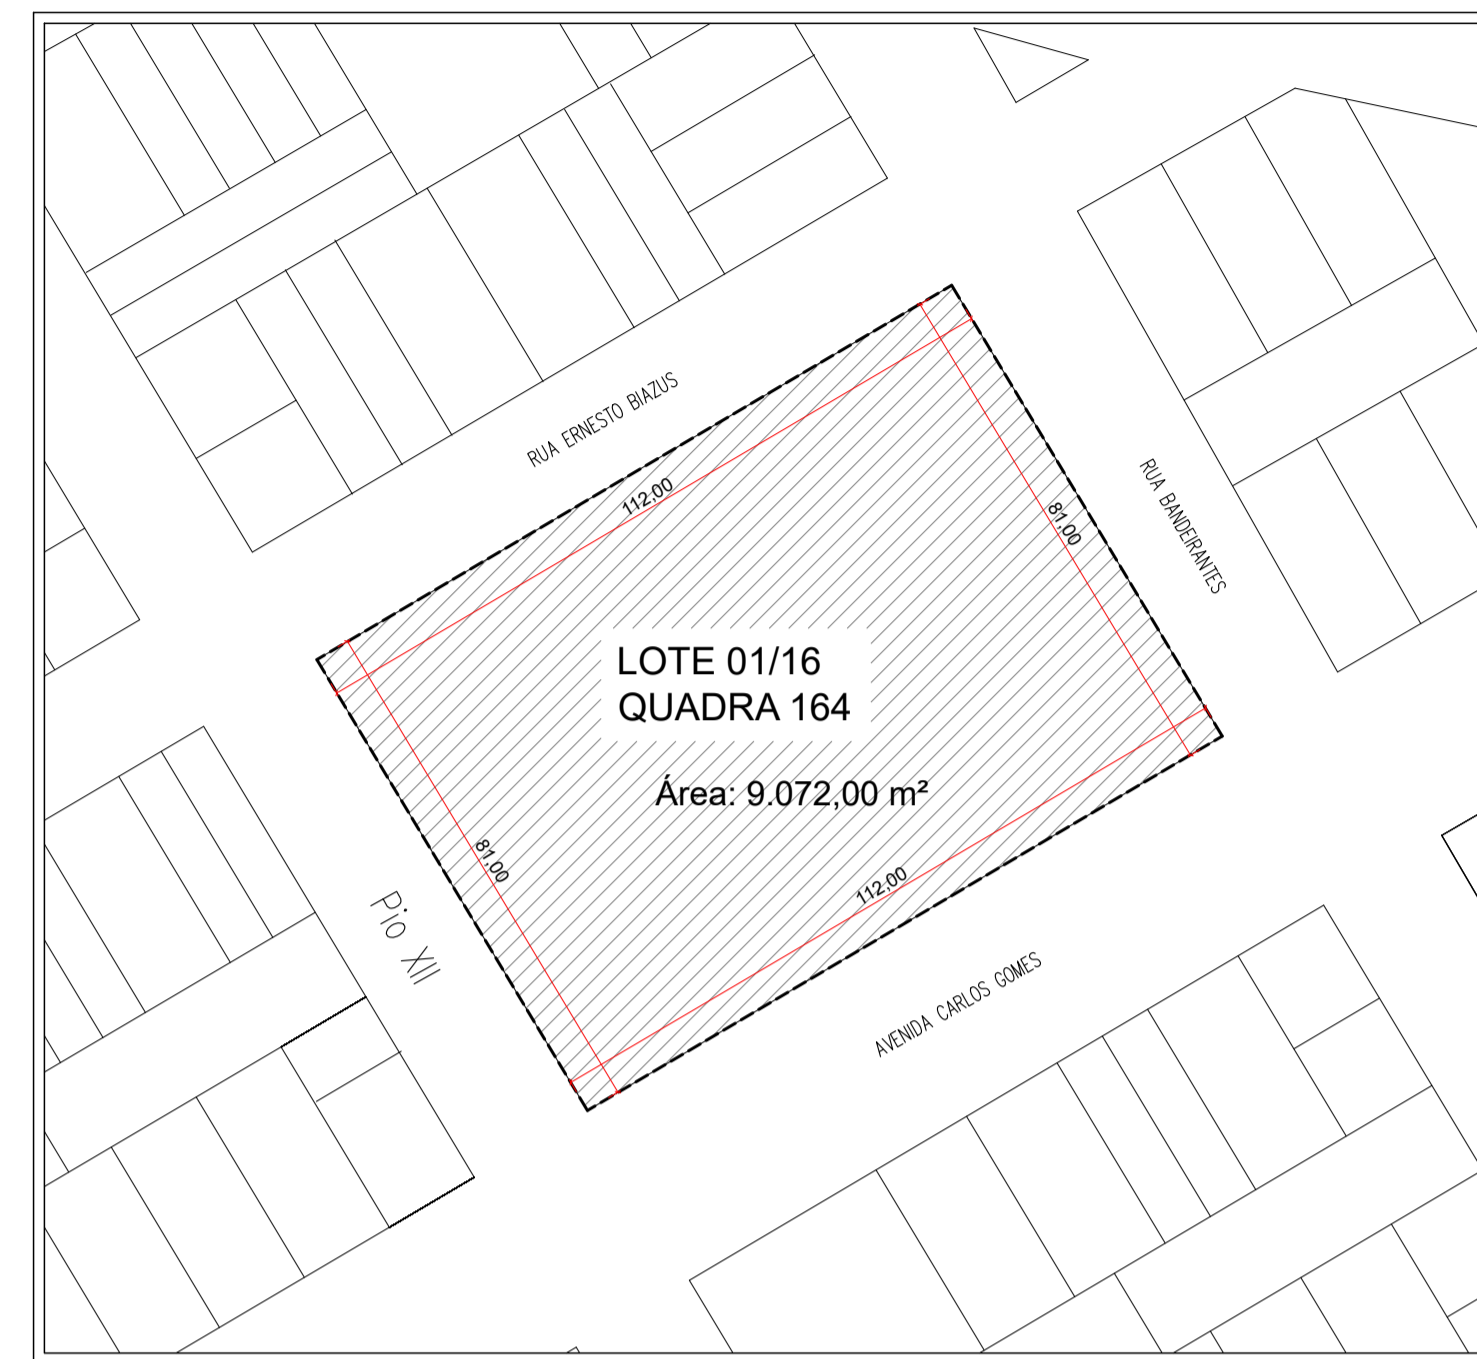 RUA ERNESTO BIAZUS
112,00
81,00
RUA BANDEIRANTES
LOTE 01/16
QUADRA 164
Área: 9.072,00 m²
81,00
112,00
Pio XII
AVENIDA CARLOS GOMES